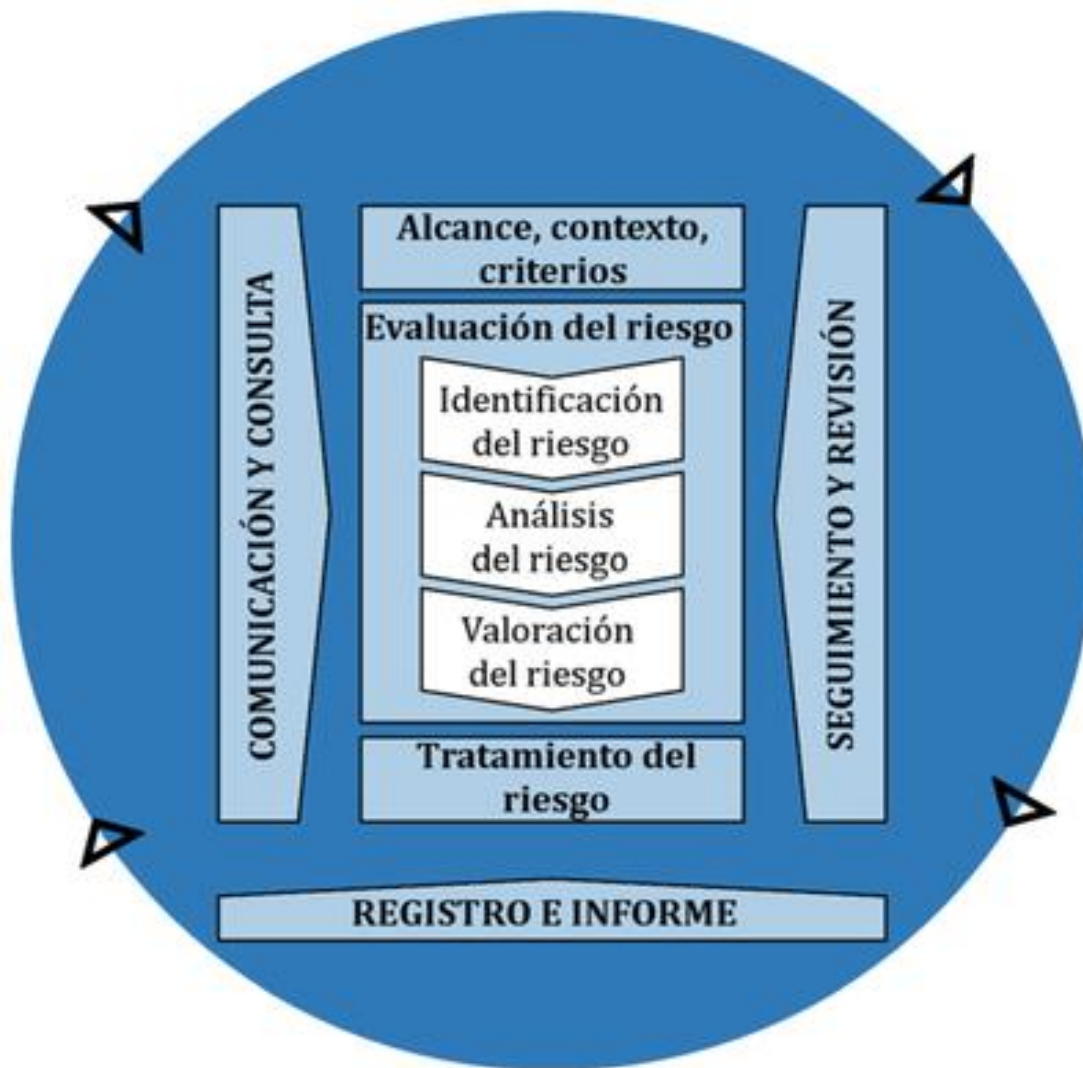 Alcance, contexto,
criterios
COMUNICACIÓN Y CONSULTA
Evaluación del riesgo
Identificación
del riesgo
Análisis
del riesgo
Valoración
del riesgo
SEGUIMIENTO Y REVISIÓN
Tratamiento del
riesgo
REGISTRO E INFORME